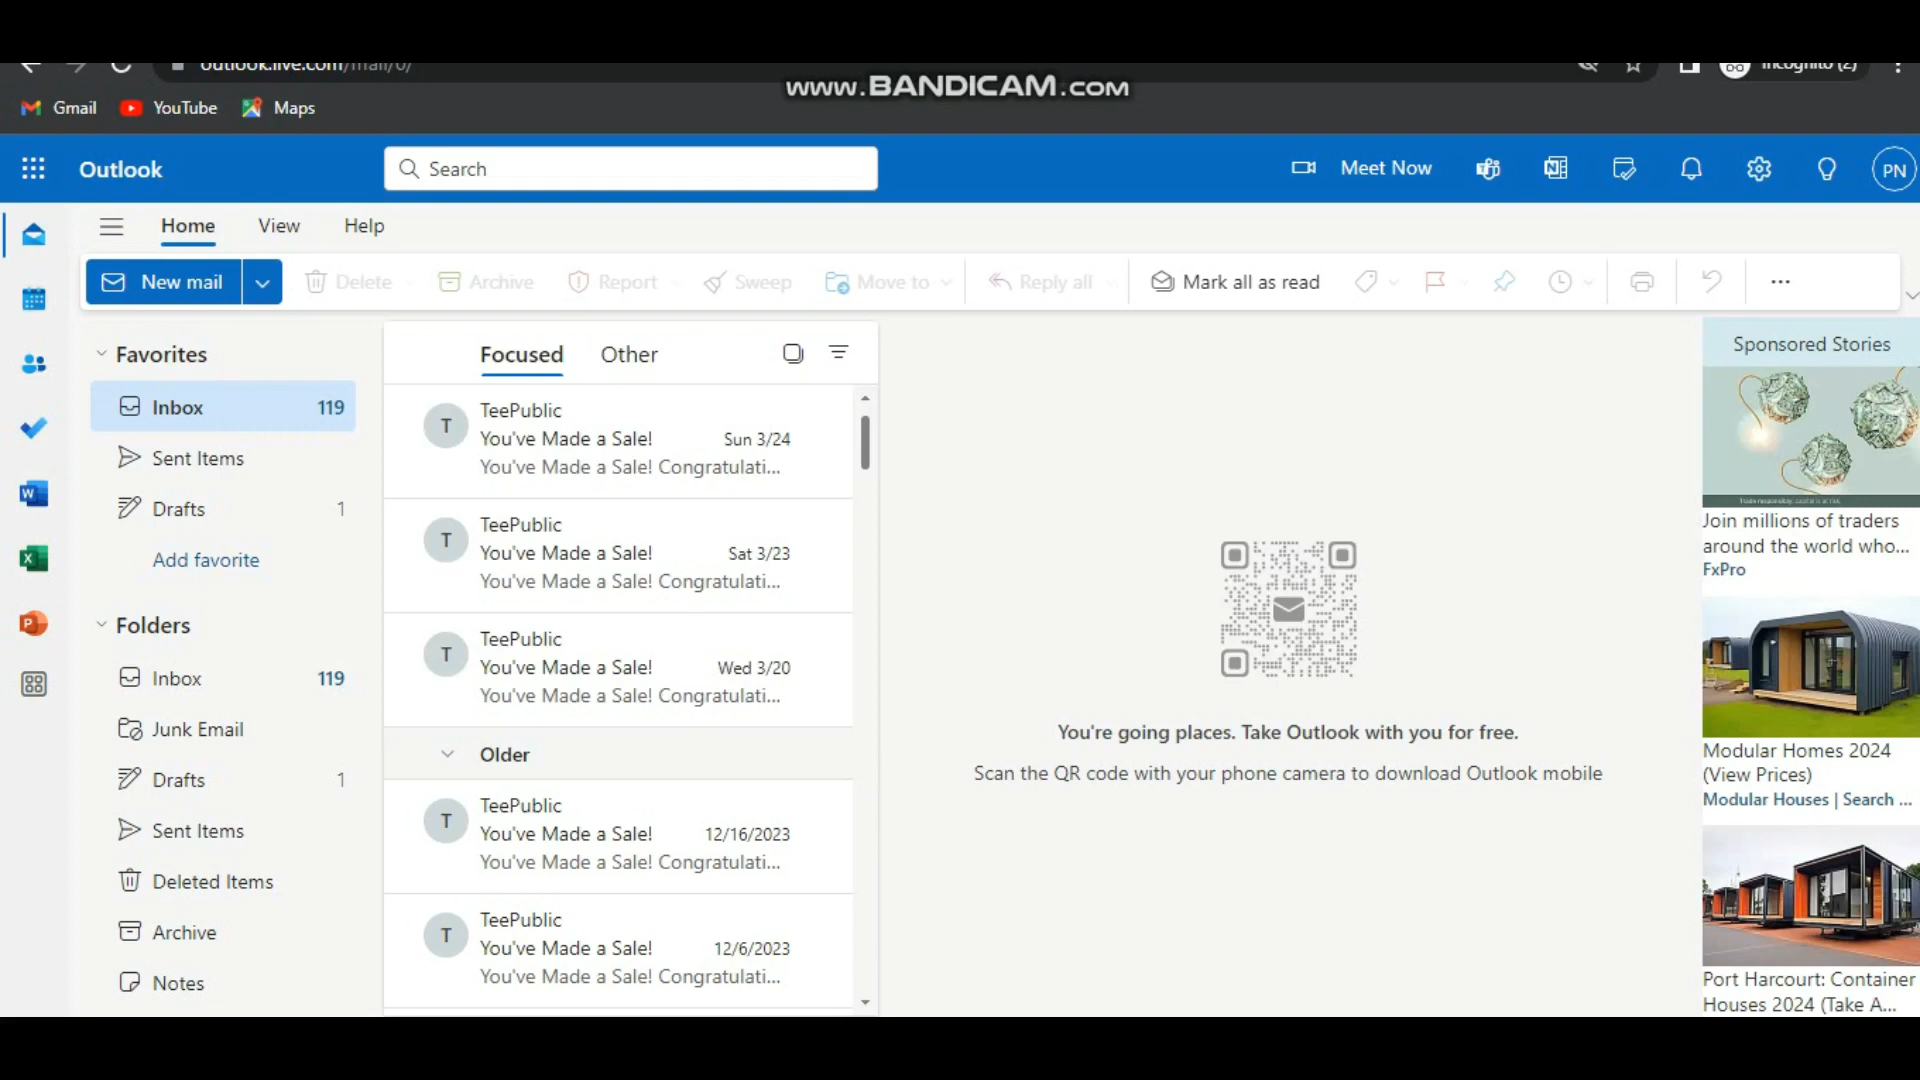 outlook.live.com/mail/0/
Incognito (2)
www.BANDICAM.com
Gmail
YouTube
Maps
Outlook
Search
Meet Now
PN
Home
View
Help
New mail
Delete
Archive
Report
Sweep
Move to
Reply all
Mark all as read
Favorites
Inbox 119
Sent Items
Drafts 1
Add favorite
Folders
Inbox 119
Junk Email
Drafts 1
Sent Items
Deleted Items
Archive
Notes
Focused
Other
T
TeePublic
You've Made a Sale! Sun 3/24
You've Made a Sale! Congratulati...
T
TeePublic
You've Made a Sale! Sat 3/23
You've Made a Sale! Congratulati...
T
TeePublic
You've Made a Sale! Wed 3/20
You've Made a Sale! Congratulati...
Older
T
TeePublic
You've Made a Sale! 12/16/2023
You've Made a Sale! Congratulati...
T
TeePublic
You've Made a Sale! 12/6/2023
You've Made a Sale! Congratulati...
You're going places. Take Outlook with you for free.
Scan the QR code with your phone camera to download Outlook mobile
Sponsored Stories
Join millions of traders
around the world who...
FxPro
Modular Homes 2024
(View Prices)
Modular Houses | Search ...
Port Harcourt: Container
Houses 2024 (Take A...